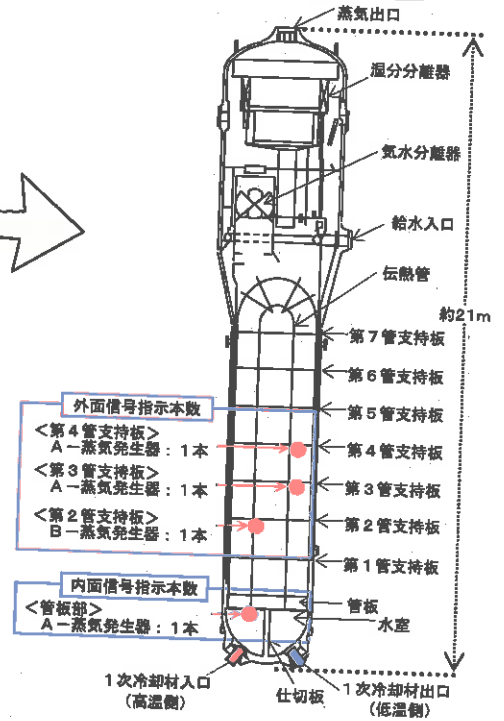 蒸気出口
湿分分離器
気水分離器
給水入口
伝熱管
約21m
第7管支持板
第6管支持板
外面信号指示本数
第5管支持板
<第4管支持板>
A-蒸気発生器:1本
第4管支持板
<第3管支持板>
A-蒸気発生器:1本
第3管支持板
<第2管支持板>
B-蒸気発生器:1本
第2管支持板
第1管支持板
内面信号指示本数
管板
<管板部>
A-蒸気発生器:1本
水室
1次冷却材入口
(高温側)
仕切板
1次冷却材出口
(低温側)